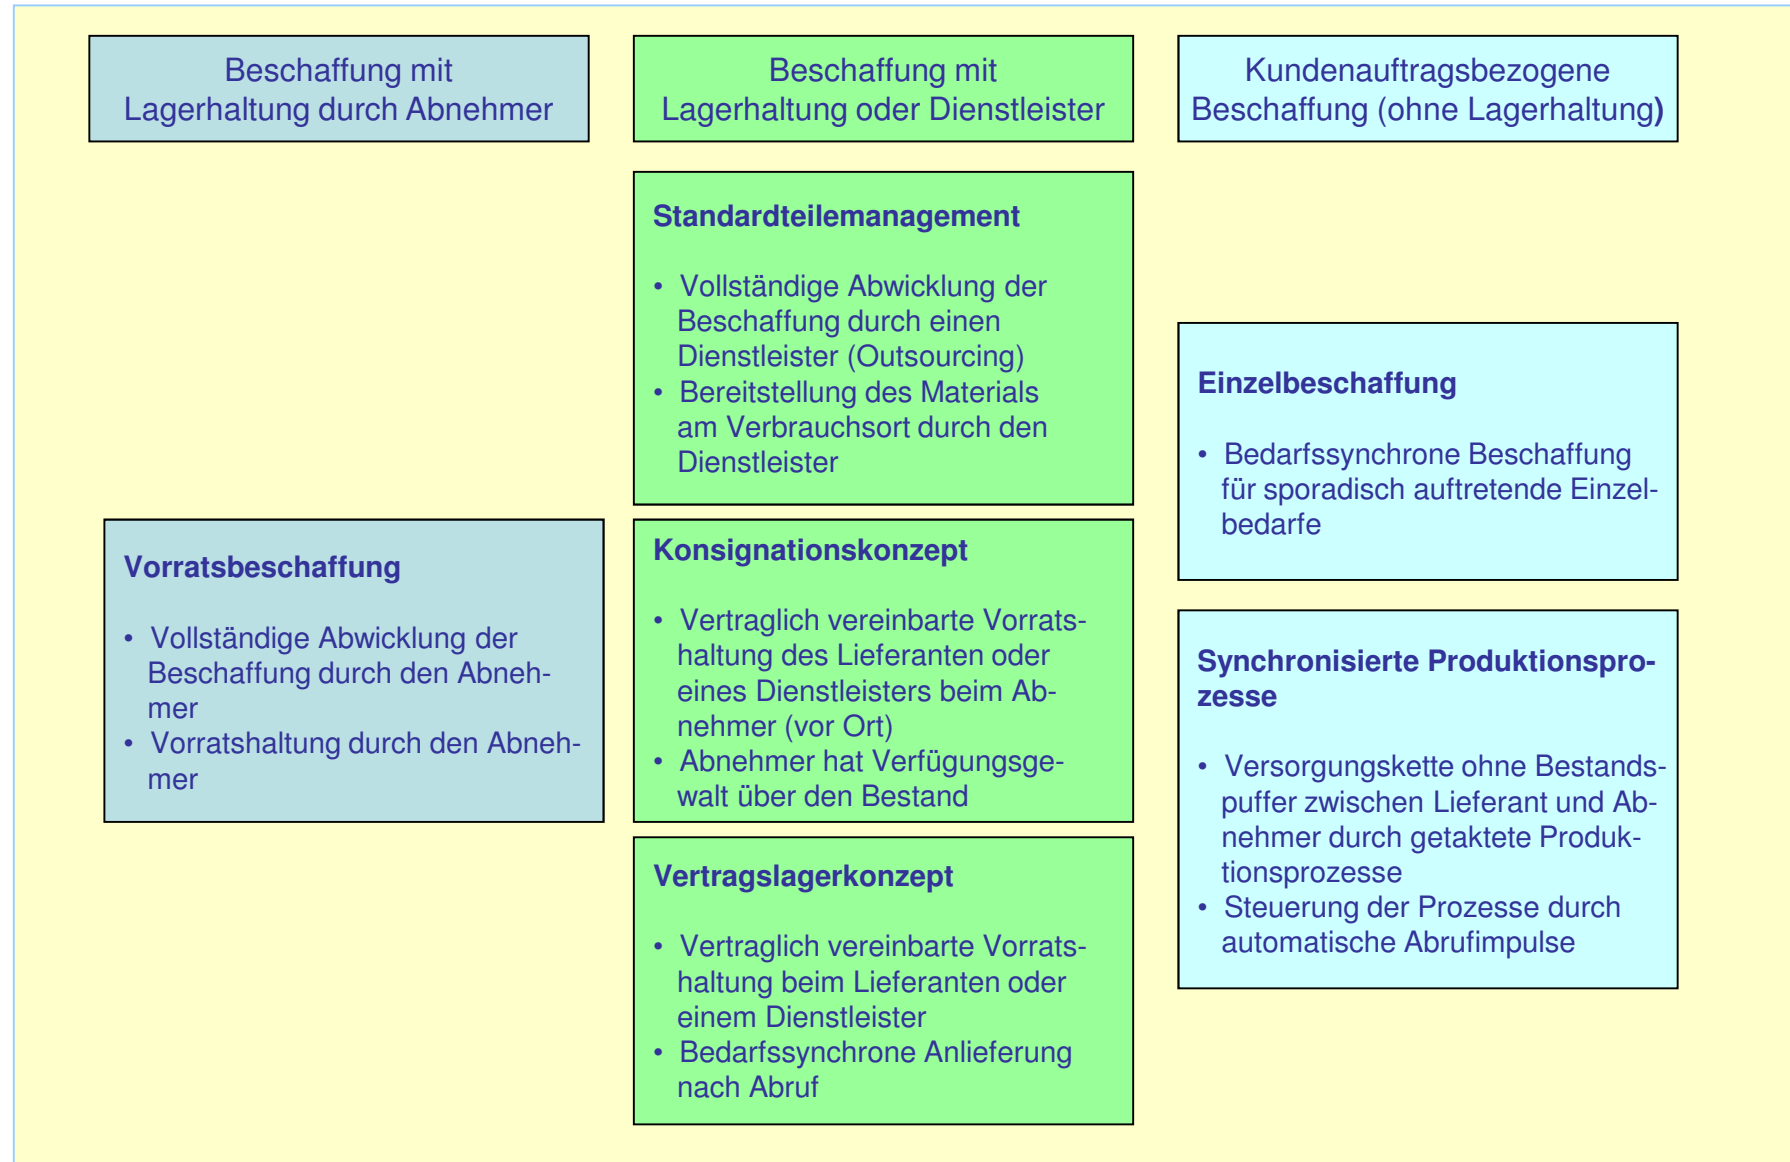 Beschaffung mit
Lagerhaltung durch Abnehmer
Beschaffung mit
Lagerhaltung oder Dienstleister
Kundenauftragsbezogene
Beschaffung (ohne Lagerhaltung)
Vorratsbeschaffung
• Vollständige Abwicklung der
Beschaffung durch den Abneh-
mer
• Vorratshaltung durch den Abneh-
mer
Standardteilemanagement
• Vollständige Abwicklung der
Beschaffung durch einen
Dienstleister (Outsourcing)
• Bereitstellung des Materials
am Verbrauchsort durch den
Dienstleister
Konsignationskonzept
• Vertraglich vereinbarte Vorrats-
haltung des Lieferanten oder
eines Dienstleisters beim Ab-
nehmer (vor Ort)
• Abnehmer hat Verfügungsge-
walt über den Bestand
Vertragslagerkonzept
• Vertraglich vereinbarte Vorrats-
haltung beim Lieferanten oder
einem Dienstleister
• Bedarfssynchrone Anlieferung
nach Abruf
Einzelbeschaffung
• Bedarfssynchrone Beschaffung
für sporadisch auftretende Einzel-
bedarfe
Synchronisierte Produktionspro-
zesse
• Versorgungskette ohne Bestands-
puffer zwischen Lieferant und Ab-
nehmer durch getaktete Produk-
tionsprozesse
• Steuerung der Prozesse durch
automatische Abrufimpulse